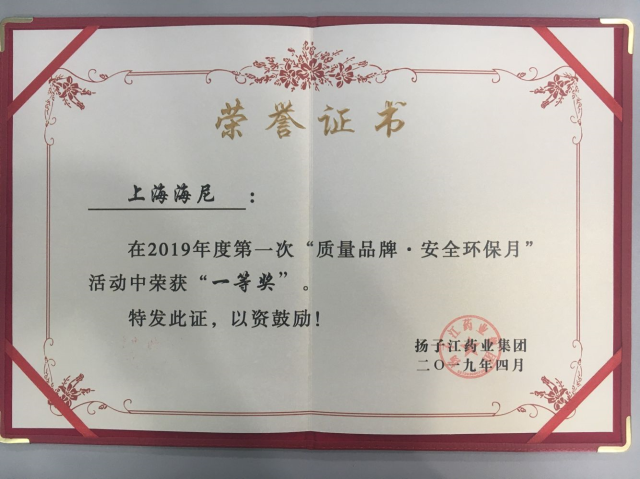 荣誉证书
上海海尼：
在2019年度第一次“质量品牌·安全环保月”
活动中荣获“一等奖”。
特发此证，以资鼓励！
扬子江药业集团
二〇一九年四月